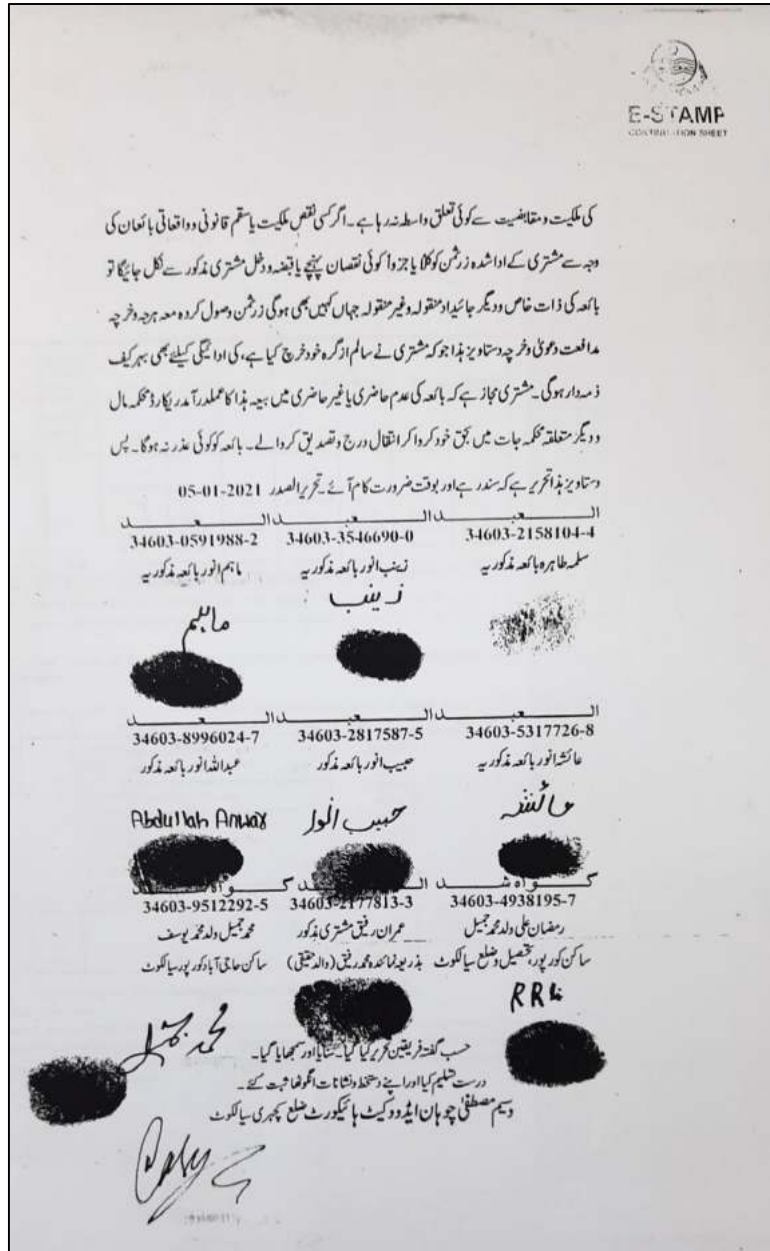 E-STAMP
CONTINUATION SHEET
کی ملکیت و مقابضیت سے کوئی تعلق واسطہ نہ رہا ہے۔ اگر کسی نقص ملکیت یا سقم قانونی و واقعاتی بائعان کی
وجہ سے مشتری کے ادا شدہ زرثمن کو کلاً یا جزواً کوئی نقصان پہنچے یا قبضہ و دخل مشتری مذکور سے نکل جائیگا تو
بائعہ کی ذات خاص و دیگر جائیداد منقولہ و غیر منقولہ جہاں کہیں بھی ہوگی زرثمن وصول کردہ معہ ہرجہ و خرچہ
مدافعت دعویٰ و خرچہ دستاویز ہذا جو کہ مشتری نے سالم از گرہ خود خرچ کیا ہے، کی ادائیگی کیلئے بھی بہر کیف
ذمہ دار ہوگی۔ مشتری مجاز ہے کہ بائعہ کی عدم حاضری یا غیر حاضری میں بیعہ ہذا کا عملدرآمد ریکارڈ محکمہ مال
و دیگر متعلقہ محکمہ جات میں بحق خود کروا کر انتقال درج و تصدیق کروا لے۔ بائعہ کو کوئی عذر نہ ہوگا۔ پس
دستاویز ہذا تحریر ہے کہ سند رہے اور بوقت ضرورت کام آئے۔ تحریر الصدر 05-01-2021
العبد العبد العبد
34603-2158104-4 34603-3546690-0 34603-0591988-2
سلمہ طاہرہ بائعہ مذکوریہ زینب انور بائعہ مذکوریہ ماہم انور بائعہ مذکوریہ
زینب ماہم
العبد العبد العبد
34603-5317726-8 34603-2817587-5 34603-8996024-7
عائشہ انور بائعہ مذکوریہ حبیب انور بائعہ مذکور عبداللہ انور بائعہ مذکور
عائشہ حبیب انور Abdullah Anwar
گواہ شد العبد گواہ شد
34603-4938195-7 34603-2177813-3 34603-9512292-5
رمضان علی ولد محمد جمیل عمران رفیق مشتری مذکور محمد جمیل ولد محمد یوسف
ساکن کورپور، تحصیل و ضلع سیالکوٹ بذریعہ نمائندہ محمد رفیق (والد حقیقی) ساکن حاجی آباد کورپور سیالکوٹ
محمد جمیل
حسب گفتہ فریقین تحریر کیا گیا۔ سنایا اور سمجھایا گیا۔
درست تسلیم کیا اور اپنے دستخط و نشانات انگوٹھا ثبت کئے۔
وسیم مصطفیٰ چوہان ایڈووکیٹ ہائیکورٹ ضلع کچہری سیالکوٹ